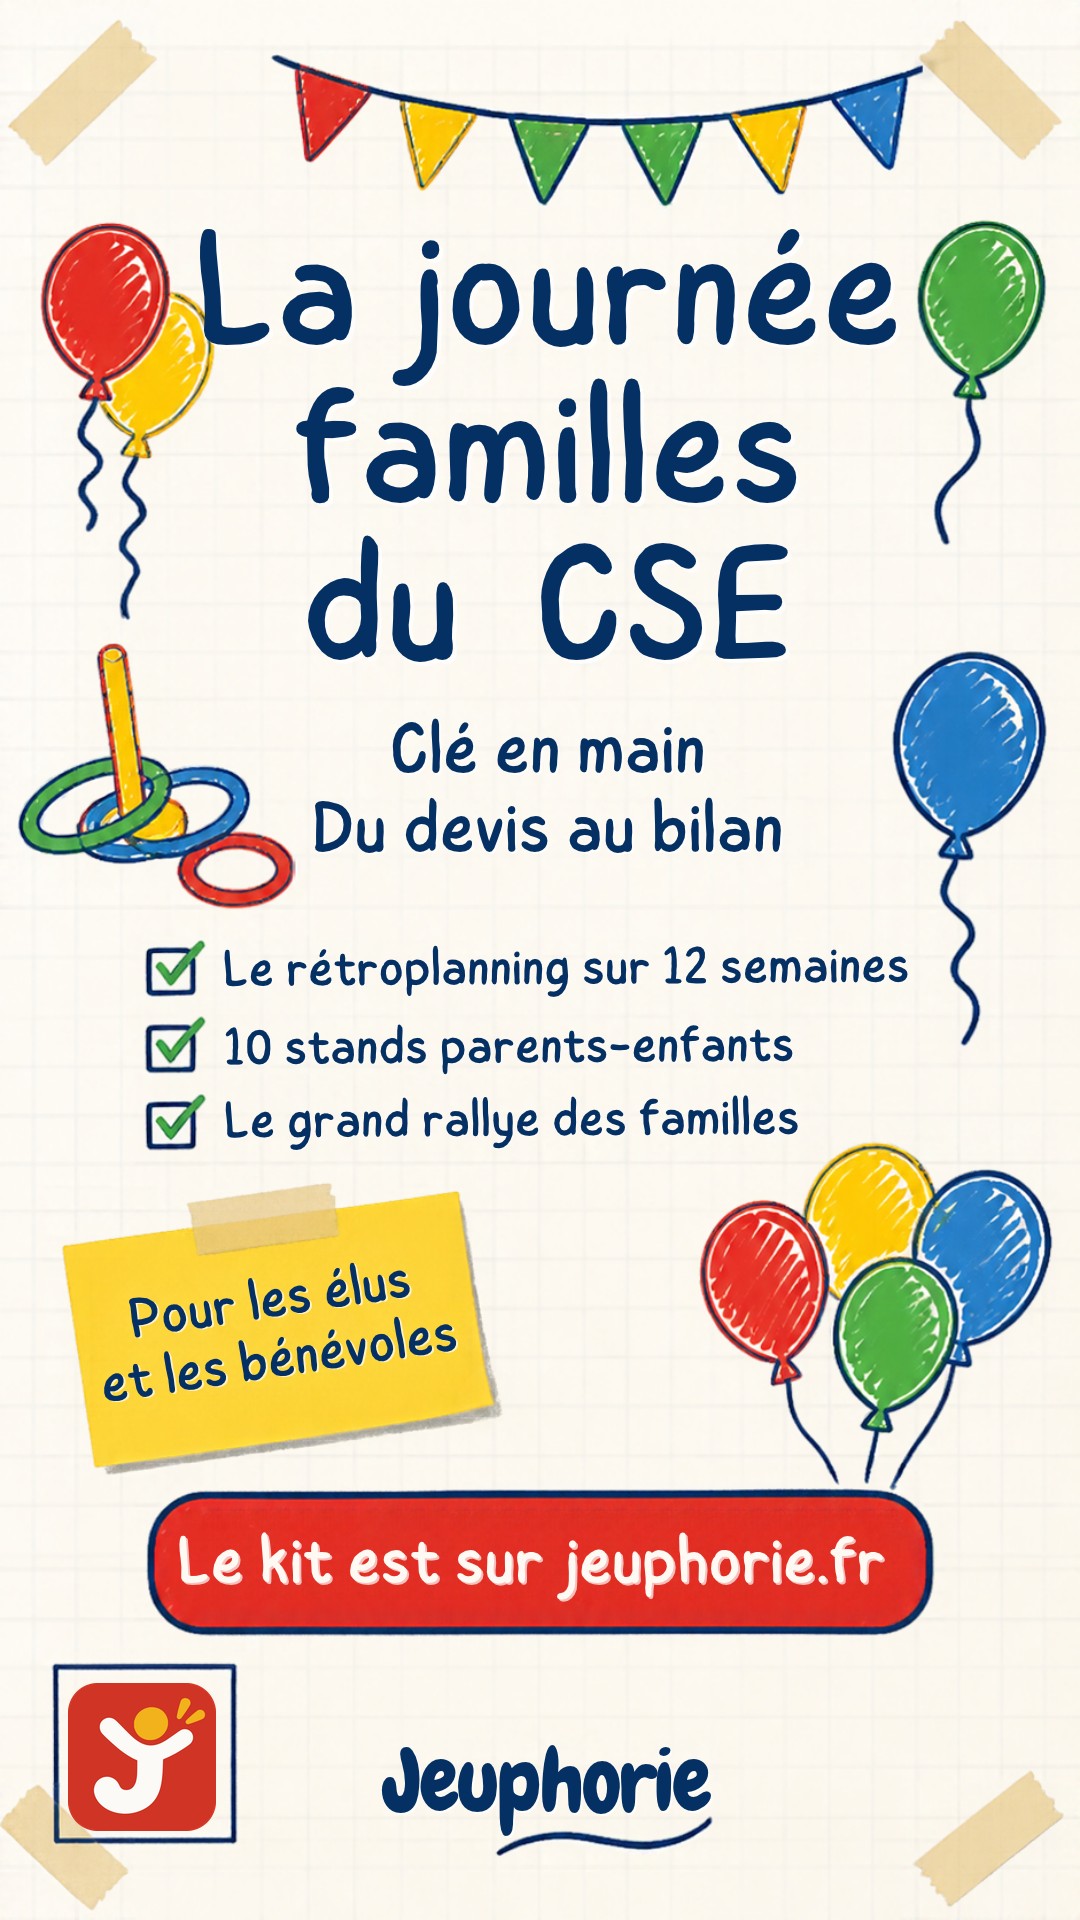 La journée
familles
du CSE
Clé en main
Du devis au bilan
Le rétroplanning sur 12 semaines
10 stands parents-enfants
Le grand rallye des familles
Pour les élus
et les bénévoles
Le kit est sur jeuphorie.fr
Jeuphorie